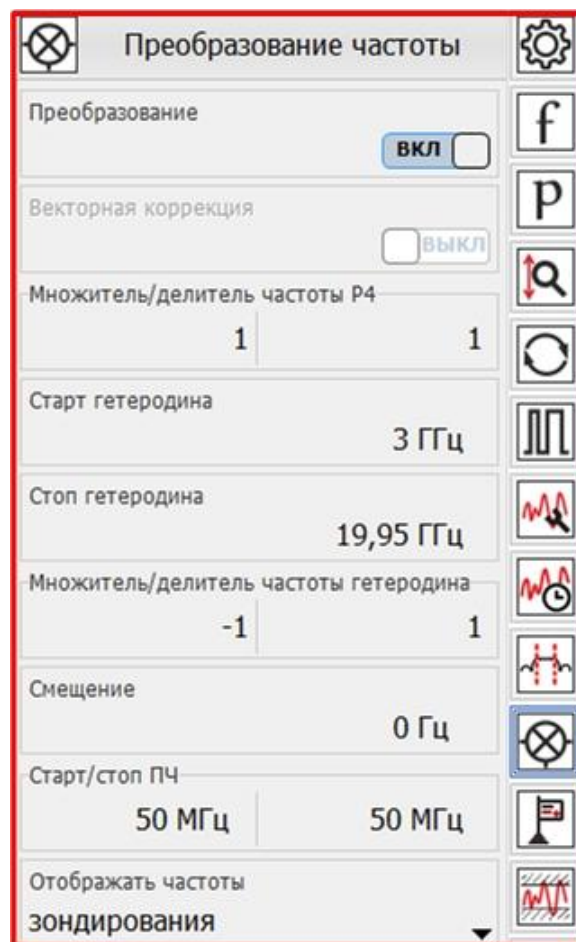 Преобразование частоты
f
Преобразование
ВКЛ
p
Векторная коррекция
ВЫКЛ
Множитель/делитель частоты P4
1 1
Старт гетеродина
3 ГГц
Стоп гетеродина
19,95 ГГц
Множитель/делитель частоты гетеродина
-1 1
Смещение
0 Гц
Старт/стоп ПЧ
50 МГц 50 МГц
Отображать частоты
зондирования